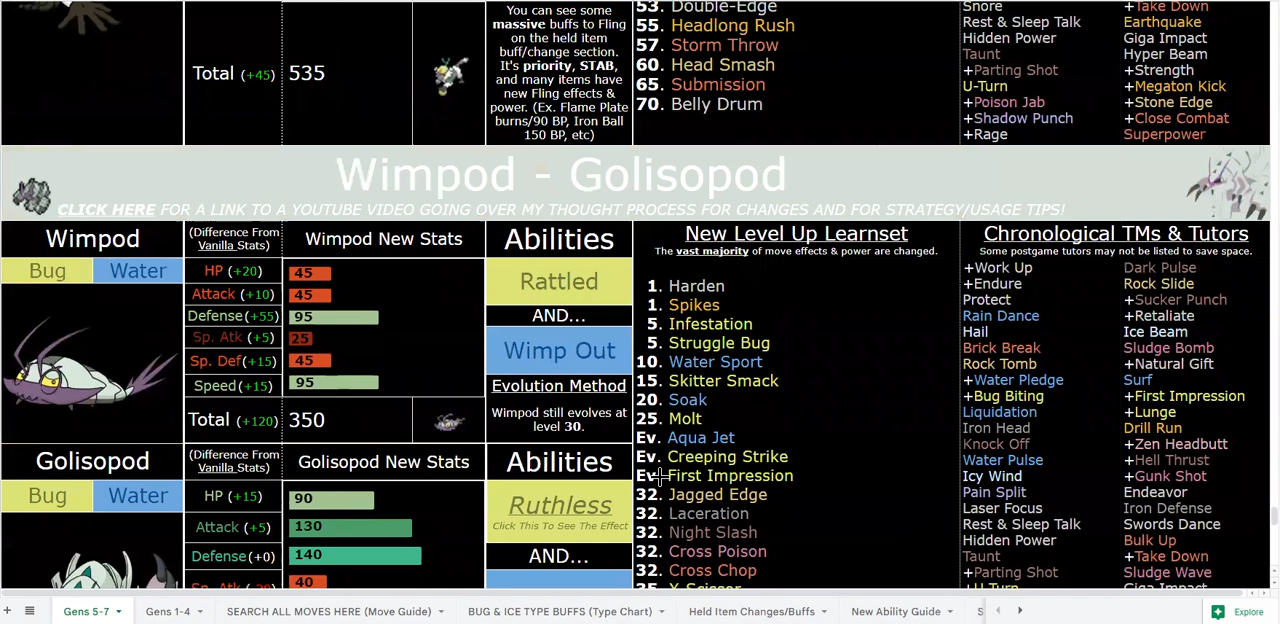 Total (+45)
535
You can see some
massive buffs to Fling
on the held item
buff/change section.
It's priority, STAB,
and many items have
new Fling effects &
power. (Ex. Flame Plate
burns/90 BP, Iron Ball
150 BP, etc)
53. Double-Edge
55. Headlong Rush
57. Storm Throw
60. Head Smash
65. Submission
70. Belly Drum
Snore
Rest & Sleep Talk
Hidden Power
Taunt
+Parting Shot
U-Turn
+Poison Jab
+Shadow Punch
+Rage
+Take Down
Earthquake
Giga Impact
Hyper Beam
+Strength
+Megaton Kick
+Stone Edge
+Close Combat
Superpower
Wimpod - Golisopod
CLICK HERE FOR A LINK TO A YOUTUBE VIDEO GOING OVER MY THOUGHT PROCESS FOR CHANGES AND FOR STRATEGY/USAGE TIPS!
Wimpod
Bug Water
(Difference From
Vanilla Stats)
Wimpod New Stats
HP (+20) 45
Attack (+10) 45
Defense(+55) 95
Sp. Atk (+5) 25
Sp. Def(+15) 45
Speed(+15) 95
Total (+120) 350
Abilities
Rattled
AND...
Wimp Out
Evolution Method
Wimpod still evolves at
level 30.
Golisopod
Bug Water
(Difference From
Vanilla Stats)
Golisopod New Stats
HP (+15) 90
Attack (+5) 130
Defense(+0) 140
40
Abilities
Ruthless
Click This To See The Effect
AND...
New Level Up Learnset
The vast majority of move effects & power are changed.
1. Harden
1. Spikes
5. Infestation
5. Struggle Bug
10. Water Sport
15. Skitter Smack
20. Soak
25. Molt
Ev. Aqua Jet
Ev. Creeping Strike
Ev. First Impression
32. Jagged Edge
32. Laceration
32. Night Slash
32. Cross Poison
32. Cross Chop
35. X-Scissor
Chronological TMs & Tutors
Some postgame tutors may not be listed to save space.
+Work Up
+Endure
Protect
Rain Dance
Hail
Brick Break
Rock Tomb
+Water Pledge
+Bug Biting
Liquidation
Iron Head
Knock Off
Water Pulse
Icy Wind
Pain Split
Laser Focus
Rest & Sleep Talk
Hidden Power
Taunt
+Parting Shot
+U-Turn
Dark Pulse
Rock Slide
+Sucker Punch
+Retaliate
Ice Beam
Sludge Bomb
+Natural Gift
Surf
+First Impression
+Lunge
Drill Run
+Zen Headbutt
+Hell Thrust
+Gunk Shot
Endeavor
Iron Defense
Swords Dance
Bulk Up
+Take Down
Sludge Wave
Giga Impact
Gens 5-7
Gens 1-4
SEARCH ALL MOVES HERE (Move Guide)
BUG & ICE TYPE BUFFS (Type Chart)
Held Item Changes/Buffs
New Ability Guide
Explore